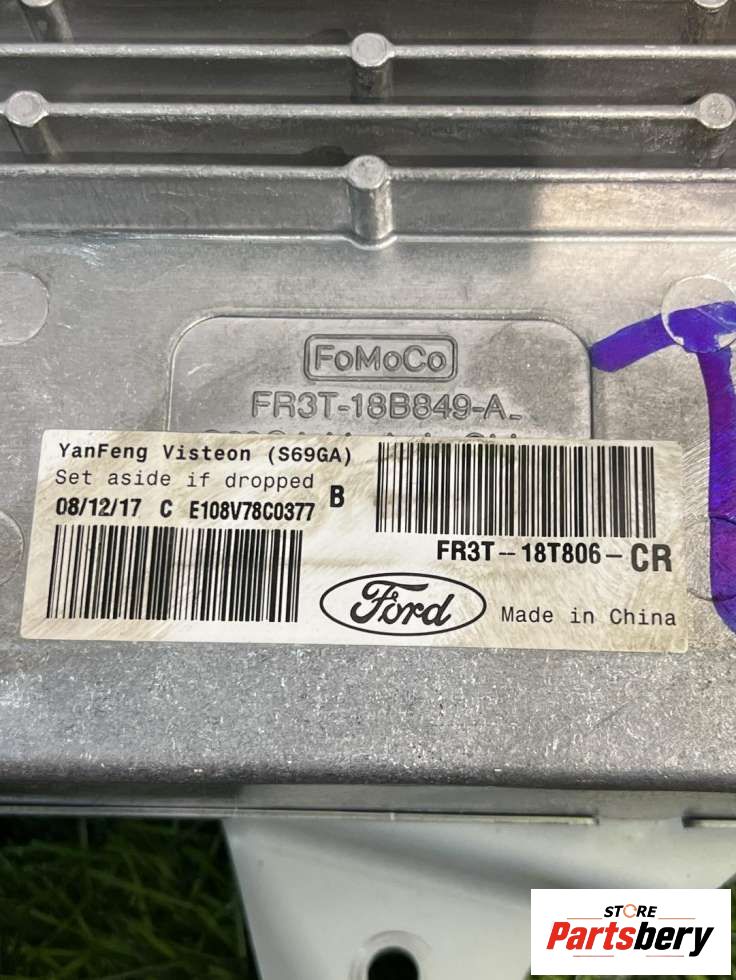 FoMoCo
FR3T-18B849-A
YanFeng Visteon (S69GA)
Set aside if dropped
B
08/12/17 C E108V78C0377
FR3T-18T806-CR
Ford
Made in China
STORE
Partsbery